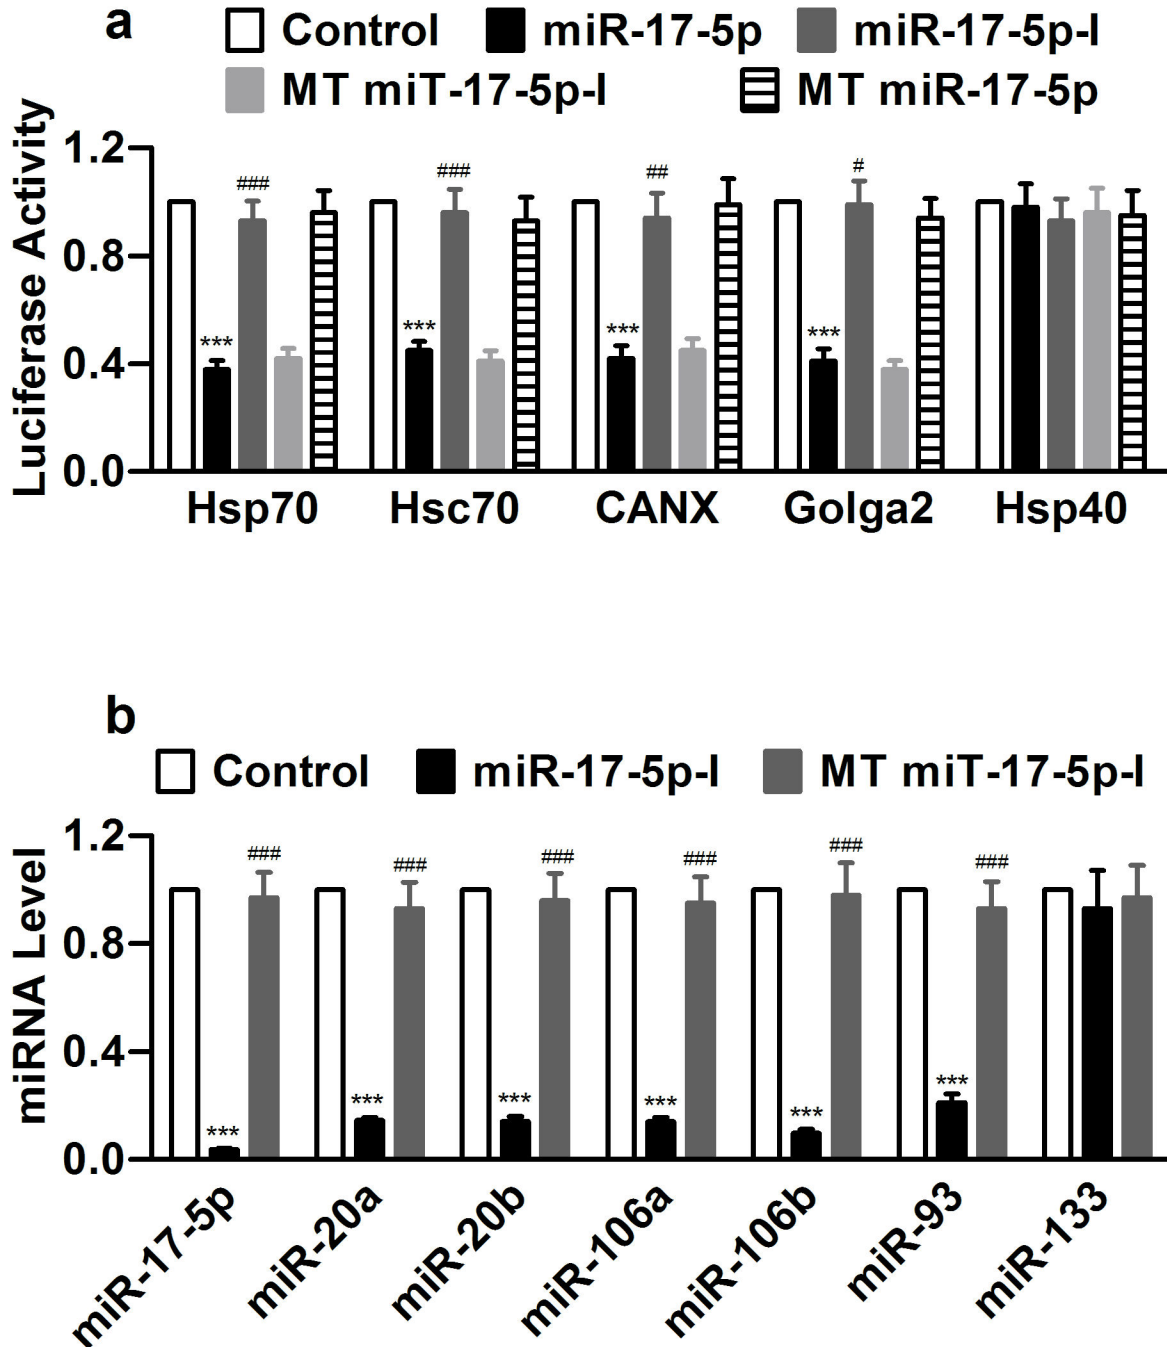 a
Control miR-17-5p miR-17-5p-I
MT miT-17-5p-I MT miR-17-5p
Luciferase Activity
1.2
0.8
0.4
0.0
### ### ## #
*** *** *** ***
Hsp70 Hsc70 CANX Golga2 Hsp40
b
Control miR-17-5p-I MT miT-17-5p-I
miRNA Level
1.2
0.8
0.4
0.0
### ### ### ### ### ###
*** *** *** *** *** ***
miR-17-5p miR-20a miR-20b miR-106a miR-106b miR-93 miR-133